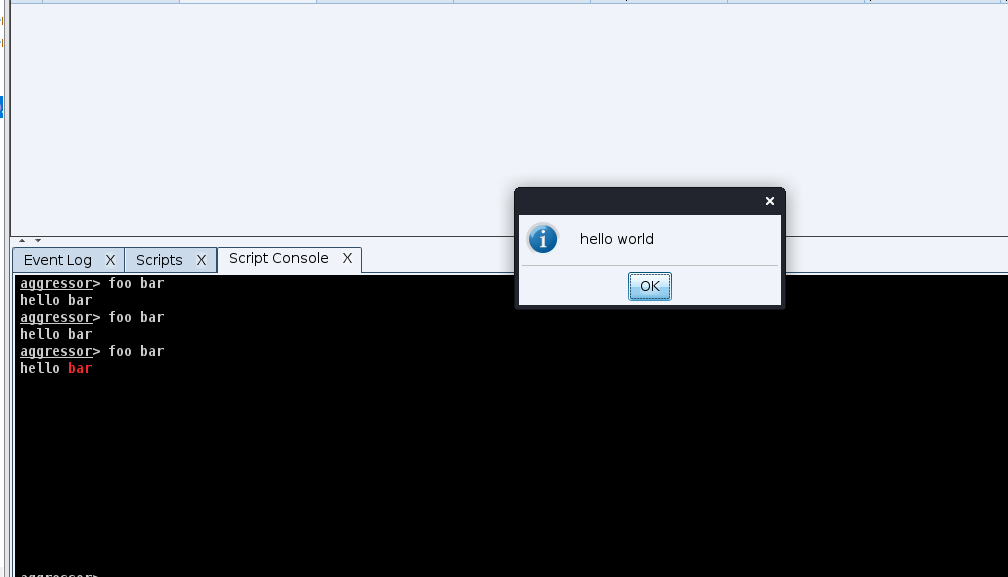 hello world
OK
Event Log X Scripts X Script Console X
aggressor> foo bar
hello bar
aggressor> foo bar
hello bar
aggressor> foo bar
hello bar
aggressor>